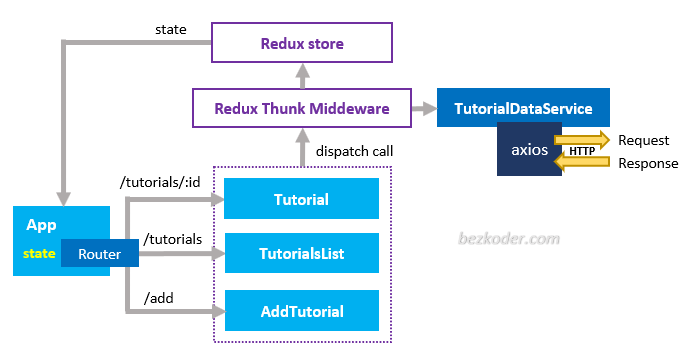 state
Redux store
Redux Thunk Middeware
TutorialDataService
axios
HTTP
Request
Response
dispatch call
/tutorials/:id
Tutorial
App
state
Router
/tutorials
TutorialsList
bezkoder.com
/add
AddTutorial